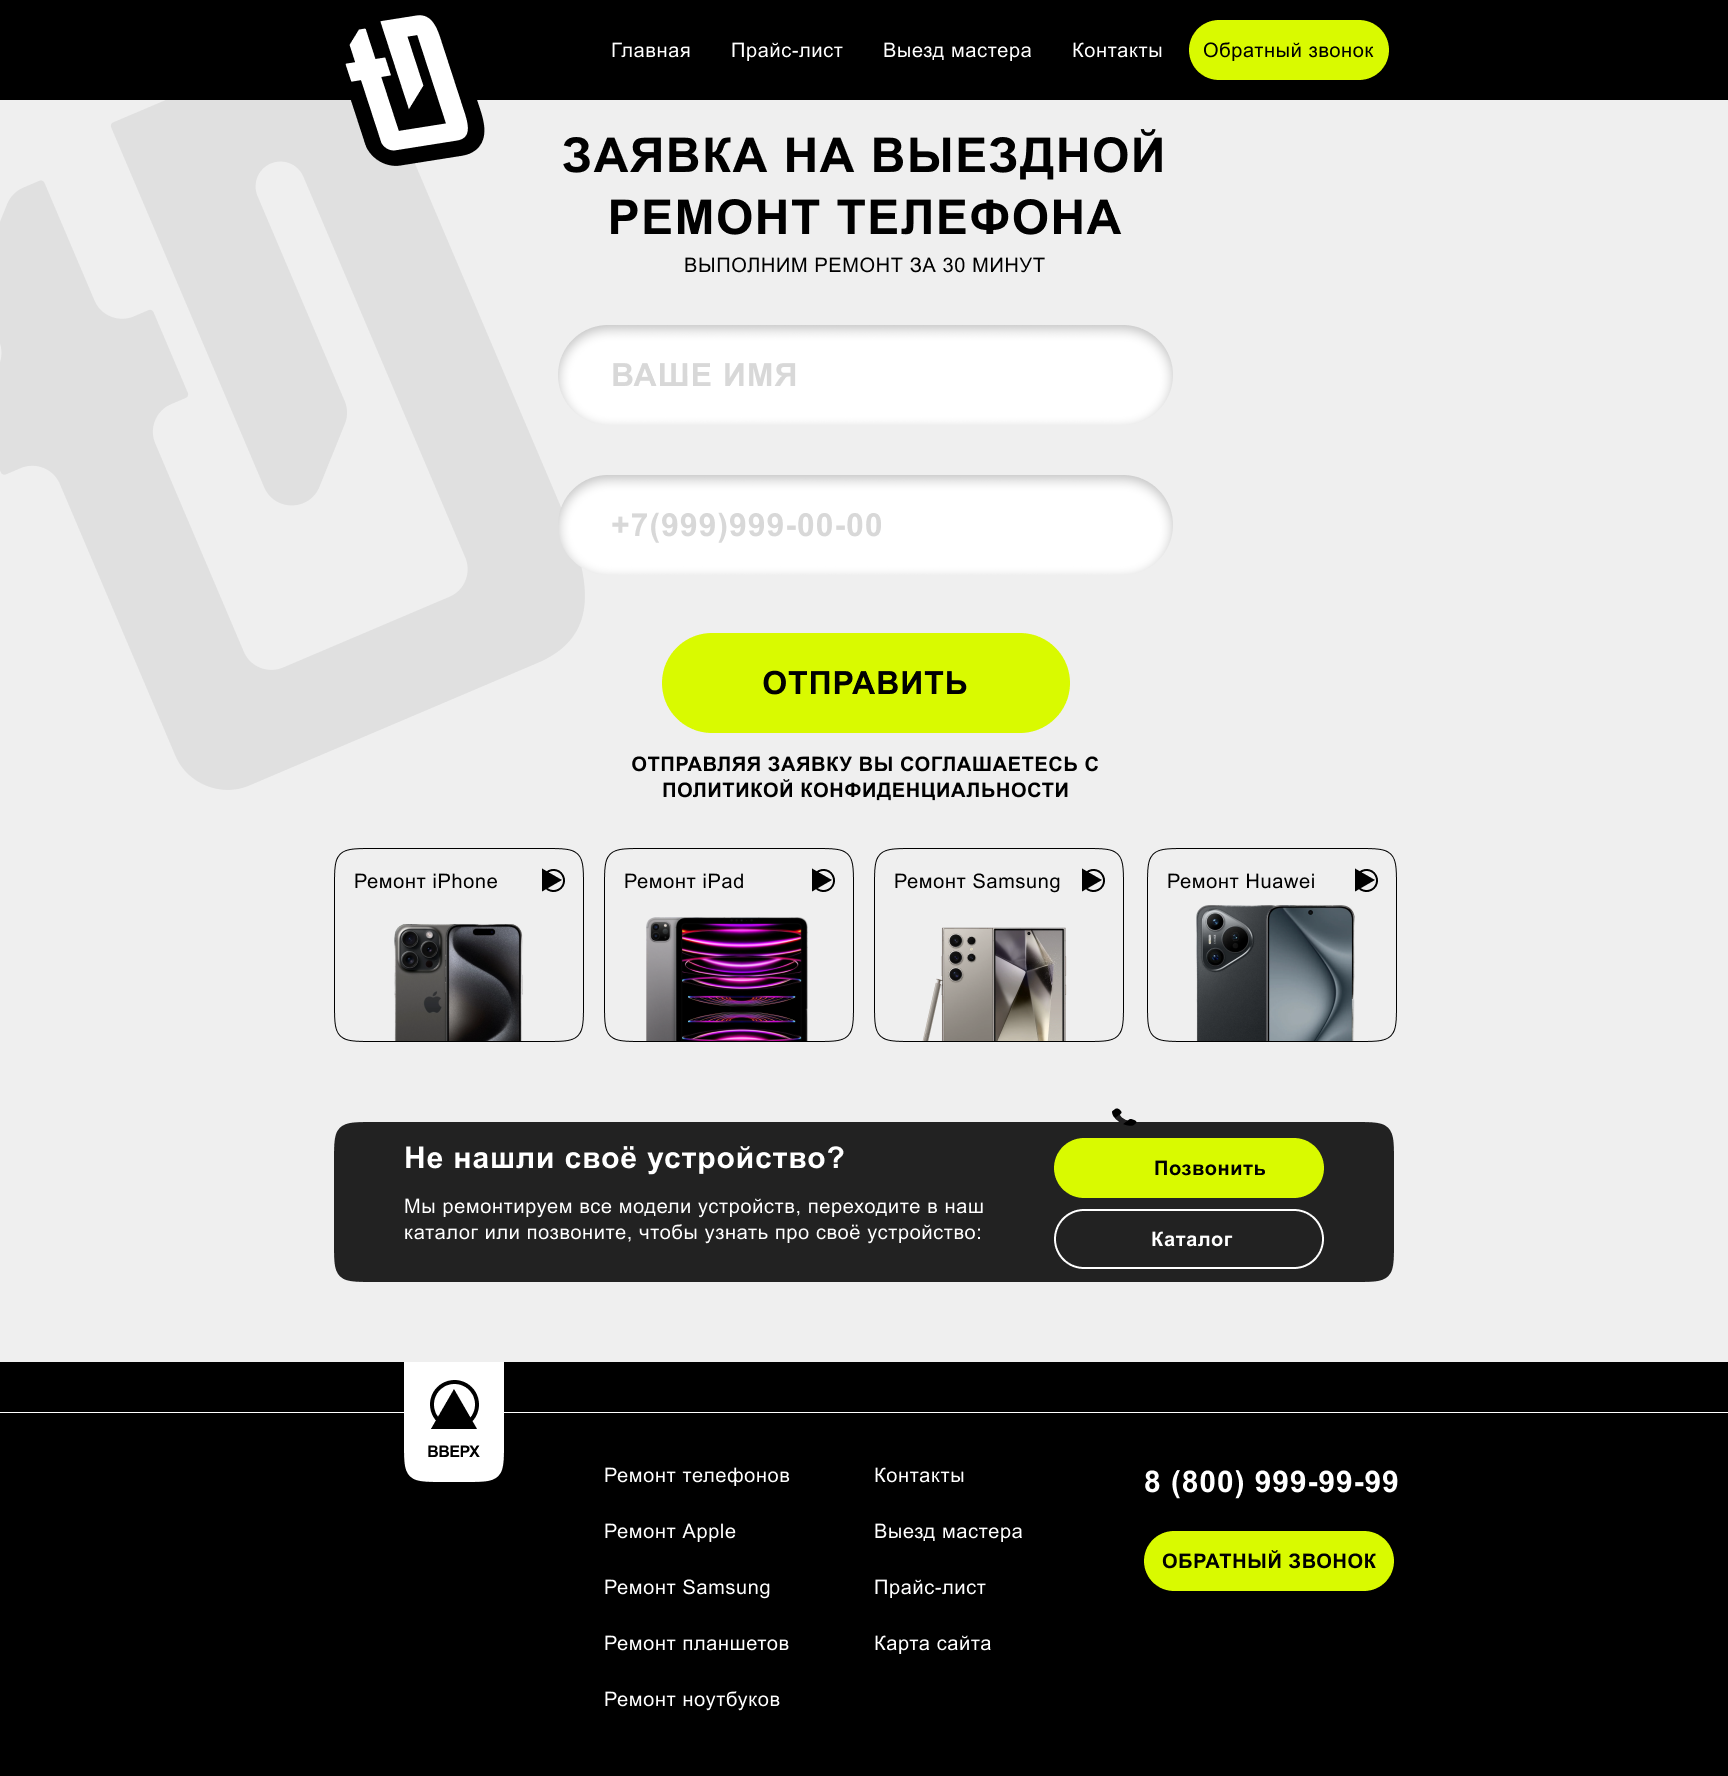 Главная Прайс-лист Выезд мастера Контакты Обратный звонок
ЗАЯВКА НА ВЫЕЗДНОЙ
РЕМОНТ ТЕЛЕФОНА
ВЫПОЛНИМ РЕМОНТ ЗА 30 МИНУТ
ВАШЕ ИМЯ
+7(999)999-00-00
ОТПРАВИТЬ
ОТПРАВЛЯЯ ЗАЯВКУ ВЫ СОГЛАШАЕТЕСЬ С
ПОЛИТИКОЙ КОНФИДЕНЦИАЛЬНОСТИ
Ремонт iPhone
Ремонт iPad
Ремонт Samsung
Ремонт Huawei
Не нашли своё устройство?
Мы ремонтируем все модели устройств, переходите в наш
каталог или позвоните, чтобы узнать про своё устройство:
Позвонить
Каталог
ВВЕРХ
Ремонт телефонов
Ремонт Apple
Ремонт Samsung
Ремонт планшетов
Ремонт ноутбуков
Контакты
Выезд мастера
Прайс-лист
Карта сайта
8 (800) 999-99-99
ОБРАТНЫЙ ЗВОНОК